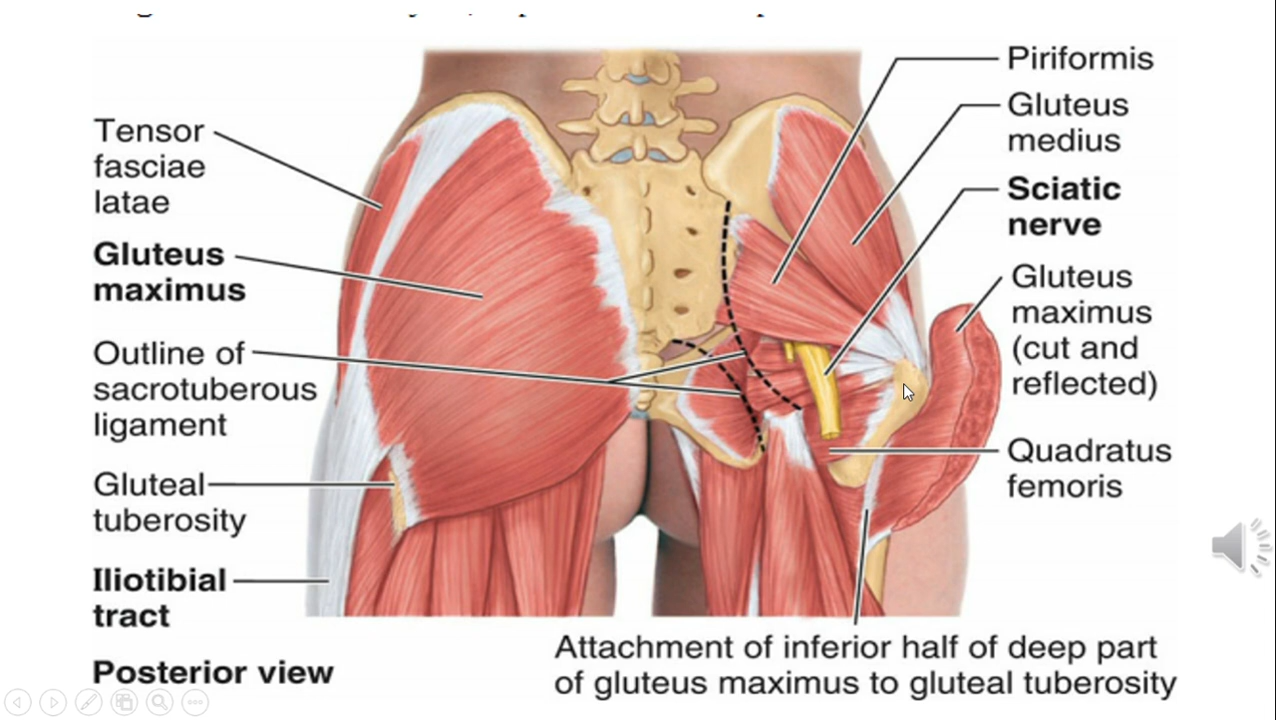 Tensor
fasciae
latae
Gluteus
maximus
Outline of
sacrotuberous
ligament
Gluteal
tuberosity
Iliotibial
tract
Posterior view
Piriformis
Gluteus
medius
Sciatic
nerve
Gluteus
maximus
(cut and
reflected)
Quadratus
femoris
Attachment of inferior half of deep part
of gluteus maximus to gluteal tuberosity